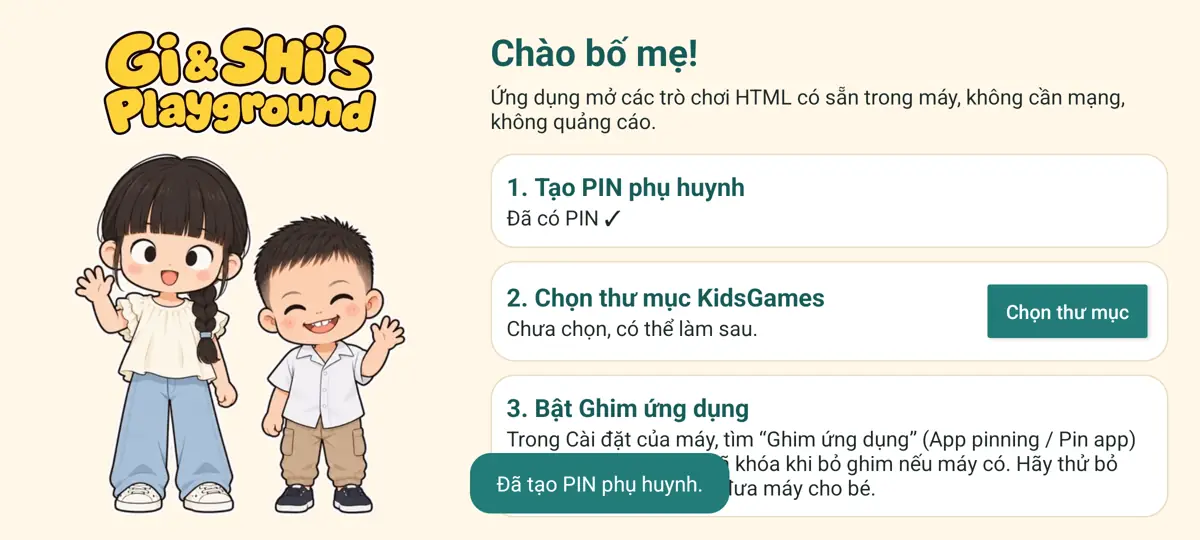 Gi & SHi's
Playground
Chào bố mẹ!
Ứng dụng mở các trò chơi HTML có sẵn trong máy, không cần mạng,
không quảng cáo.
1. Tạo PIN phụ huynh
Đã có PIN ✓
2. Chọn thư mục KidsGames
Chưa chọn, có thể làm sau.
Chọn thư mục
3. Bật Ghim ứng dụng
Trong Cài đặt của máy, tìm “Ghim ứng dụng” (App pinning / Pin app)
khóa khi bỏ ghim nếu máy có. Hãy thử bỏ
máy cho bé.
Đã tạo PIN phụ huynh.